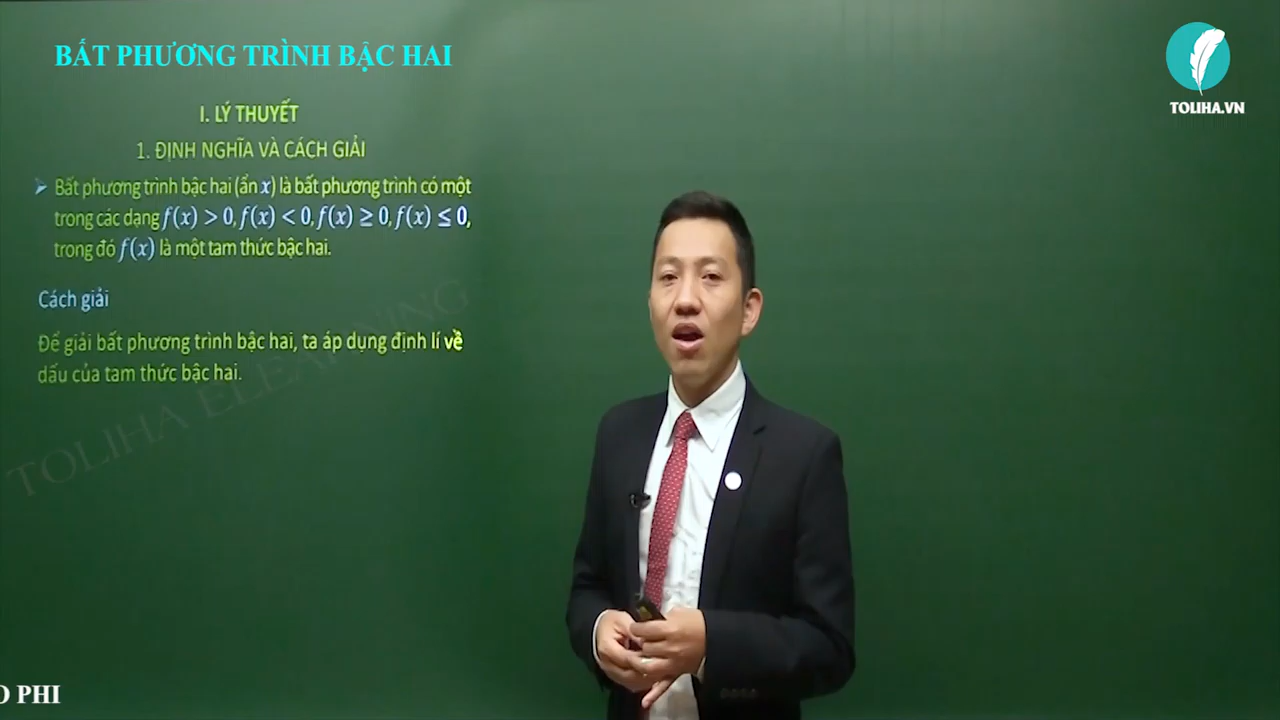 BẤT PHƯƠNG TRÌNH BẬC HAI
TOLIHA.VN
I. LÝ THUYẾT
1. ĐỊNH NGHĨA VÀ CÁCH GIẢI
Bất phương trình bậc hai (ẩn x) là bất phương trình có một
trong các dạng f(x) > 0, f(x) < 0, f(x) ≥ 0, f(x) ≤ 0,
trong đó f(x) là một tam thức bậc hai.
Cách giải
Để giải bất phương trình bậc hai, ta áp dụng định lí về
dấu của tam thức bậc hai.
TOLIHA ELEARNING
PHI